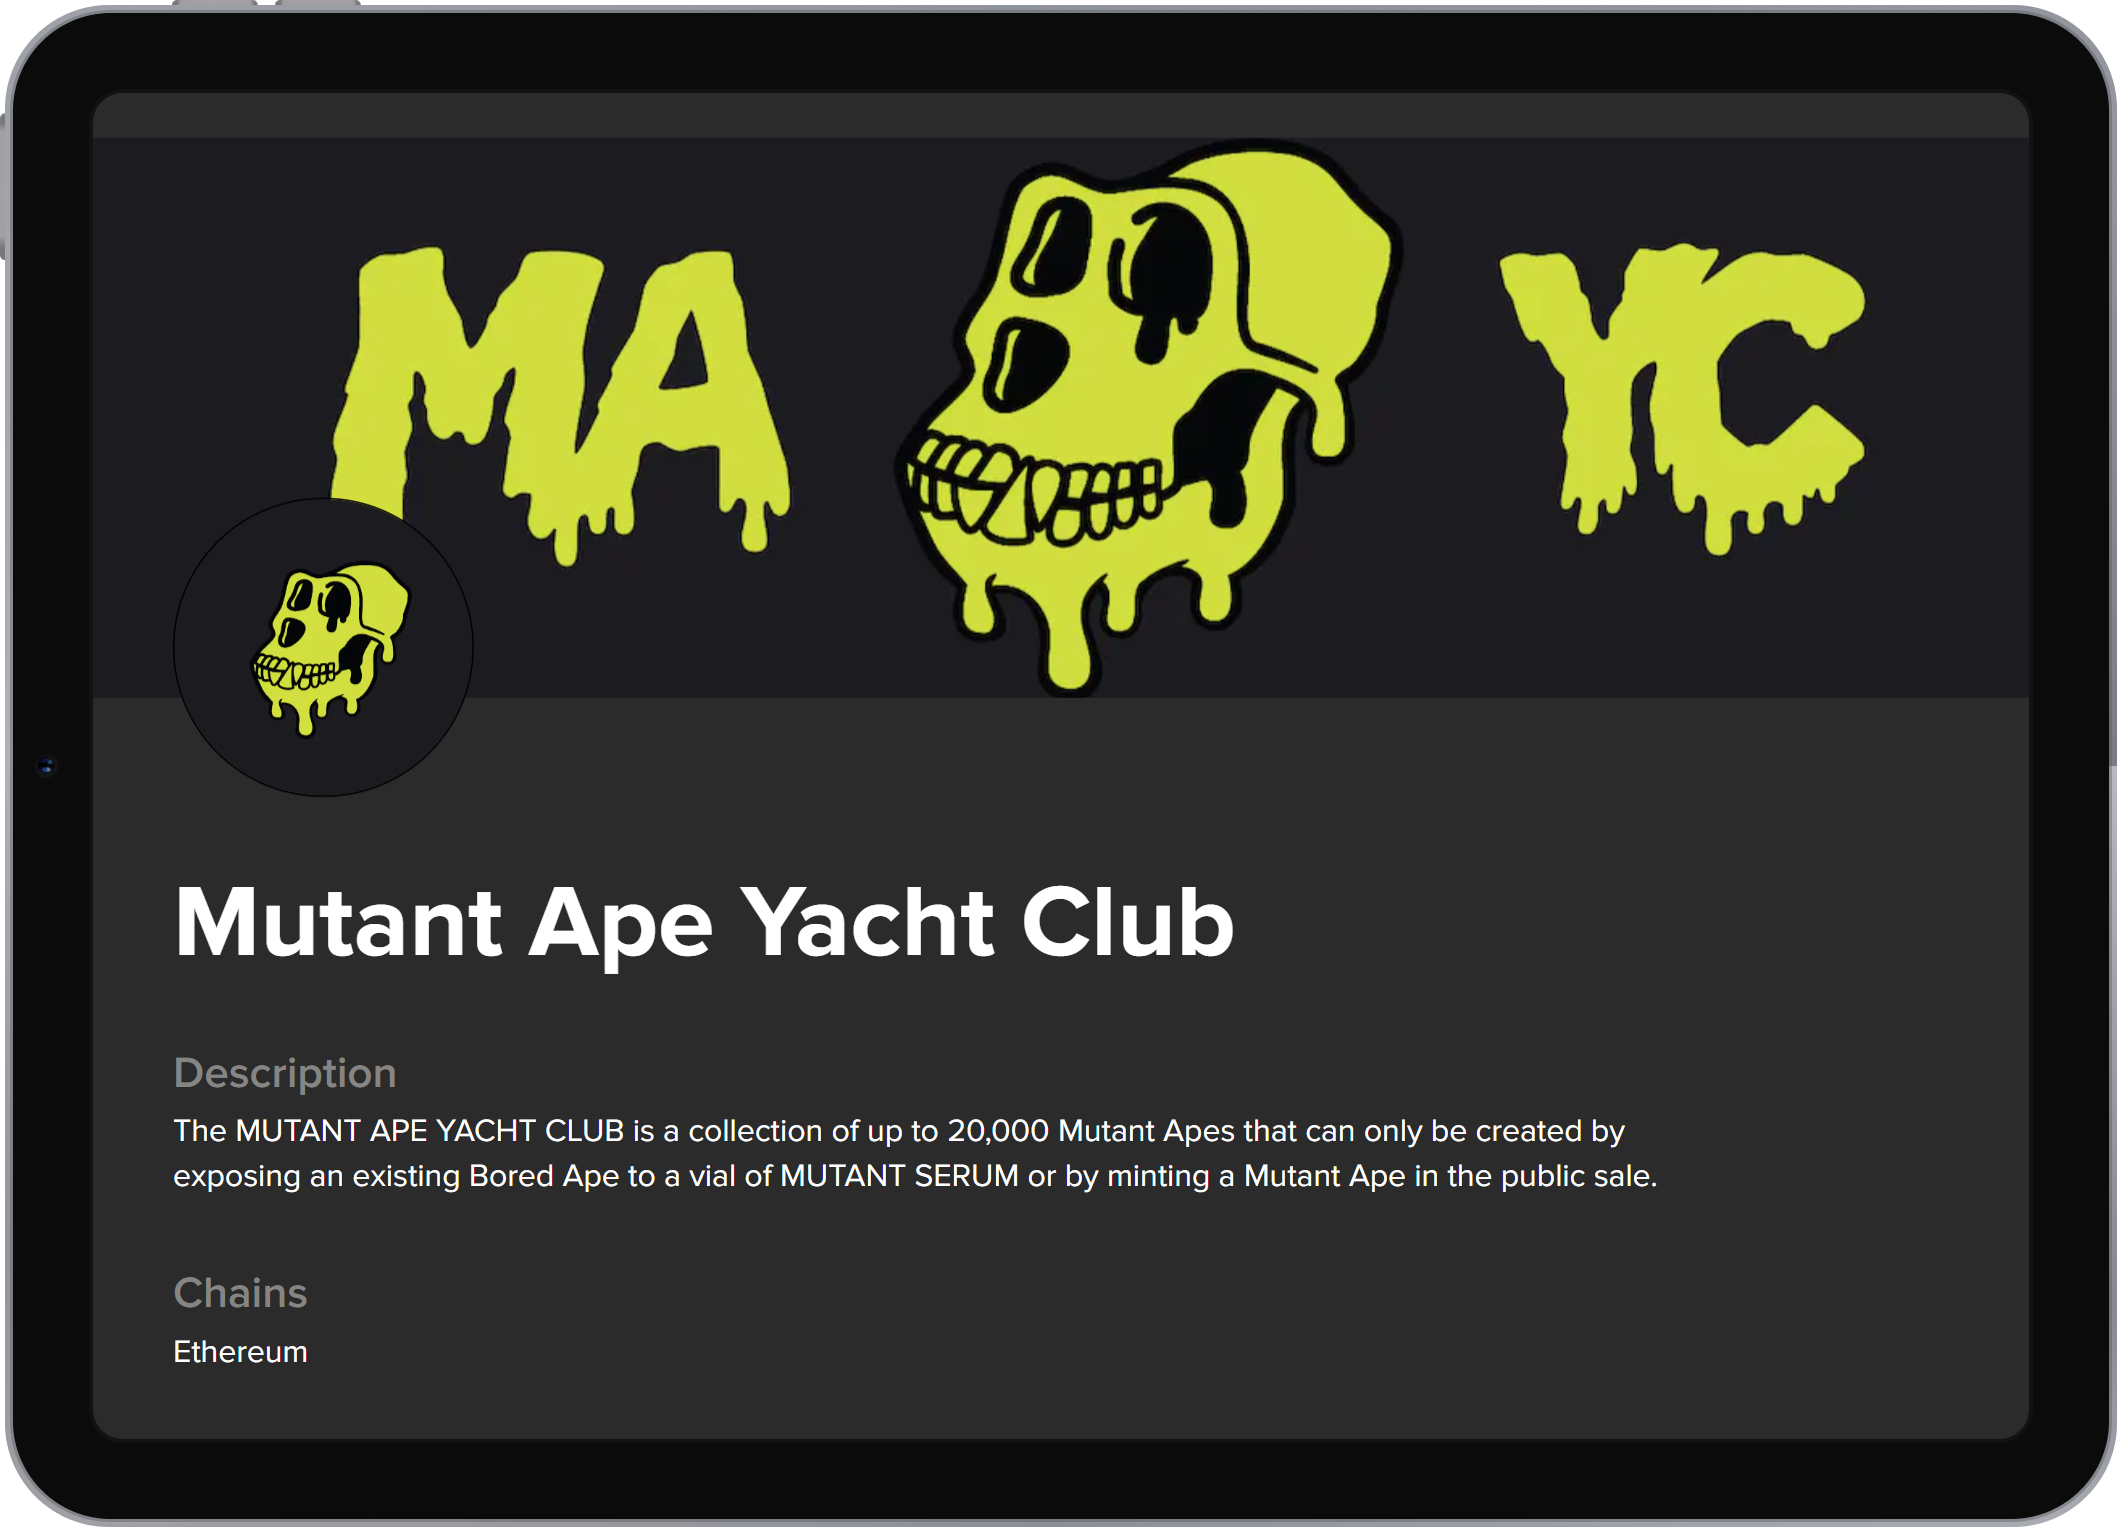 MA YC
Mutant Ape Yacht Club
Description
The MUTANT APE YACHT CLUB is a collection of up to 20,000 Mutant Apes that can only be created by
exposing an existing Bored Ape to a vial of MUTANT SERUM or by minting a Mutant Ape in the public sale.
Chains
Ethereum